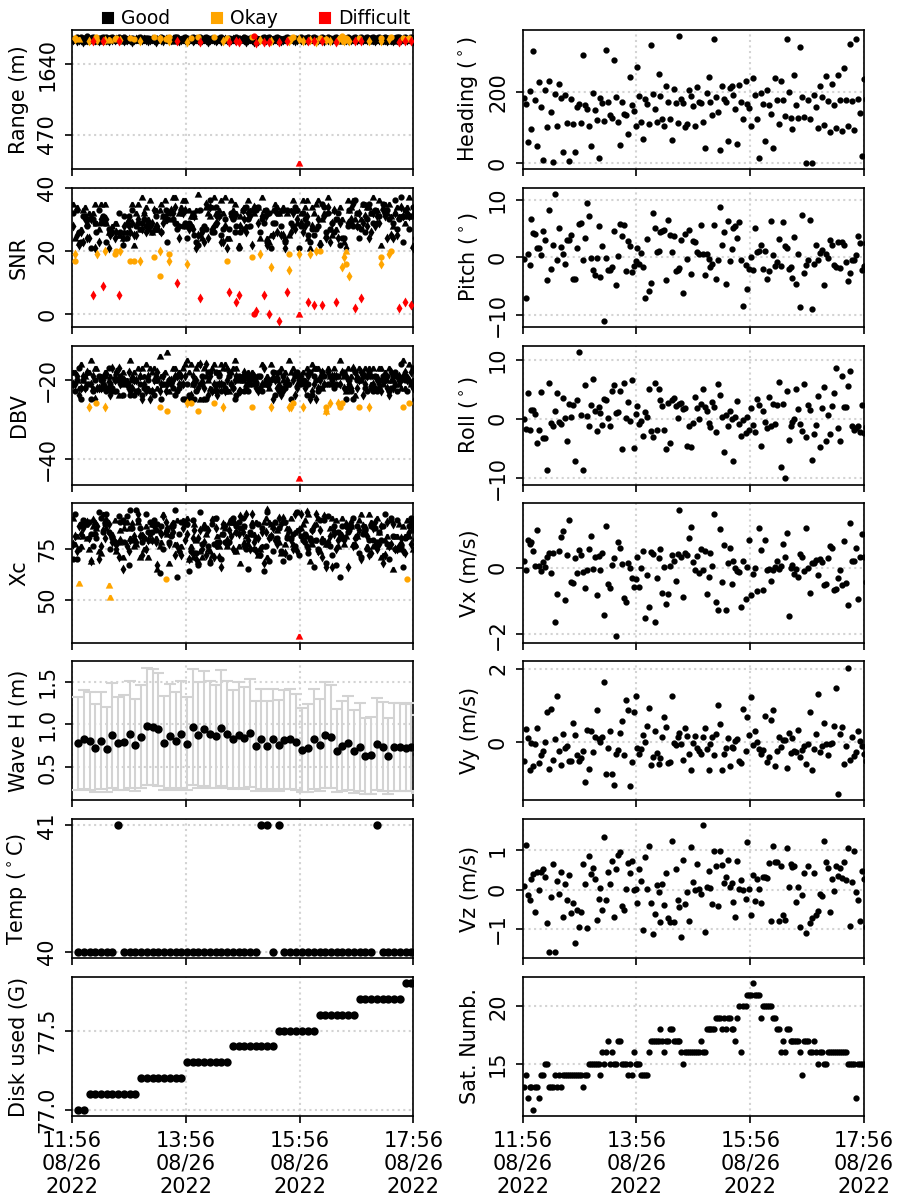 Good Okay Difficult
Range (m)
1640
470
Heading (°)
200
0
SNR
40
20
0
Pitch (°)
10
0
−10
DBV
−20
−40
Roll (°)
10
0
−10
Xc
75
50
Vx (m/s)
0
−2
Wave H (m)
1.5
1.0
0.5
Vy (m/s)
2
0
Temp (°C)
41
40
Vz (m/s)
1
0
−1
Disk used (G)
77.5
77.0
Sat. Numb.
20
15
11:56 13:56 15:56 17:56
08/26 08/26 08/26 08/26
2022 2022 2022 2022
11:56 13:56 15:56 17:56
08/26 08/26 08/26 08/26
2022 2022 2022 2022